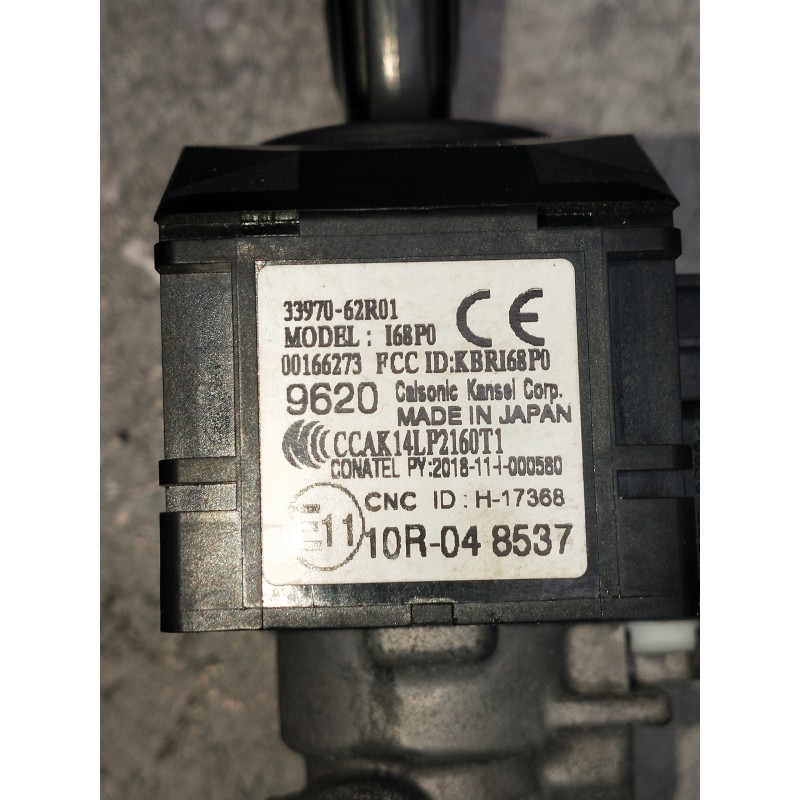 33970-62R01
MODEL: I68P0
CE
00166273 FCC ID:KBRI68P0
9620 Calsonic Kansei Corp.
MADE IN JAPAN
CCAK14LP2160T1
CONATEL PY:2018-11-I-000580
CNC ID: H-17368
E11 10R-04 8537